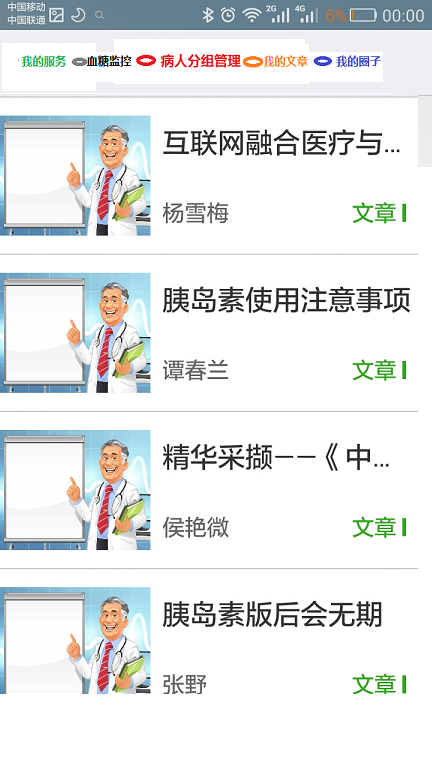 中国移动
中国联通
2G 4G 6% 00:00
我的服务 血糖监控 病人分组管理 我的文章 我的圈子
互联网融合医疗与...
杨雪梅 文章
胰岛素使用注意事项
谭春兰 文章
精华采撷——《中...
侯艳微 文章
胰岛素版后会无期
张野 文章